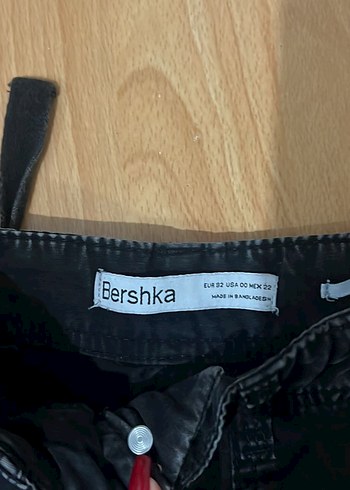 Bershka
EUR 32 USA 00 MEX 22
MADE IN BANGLADESH